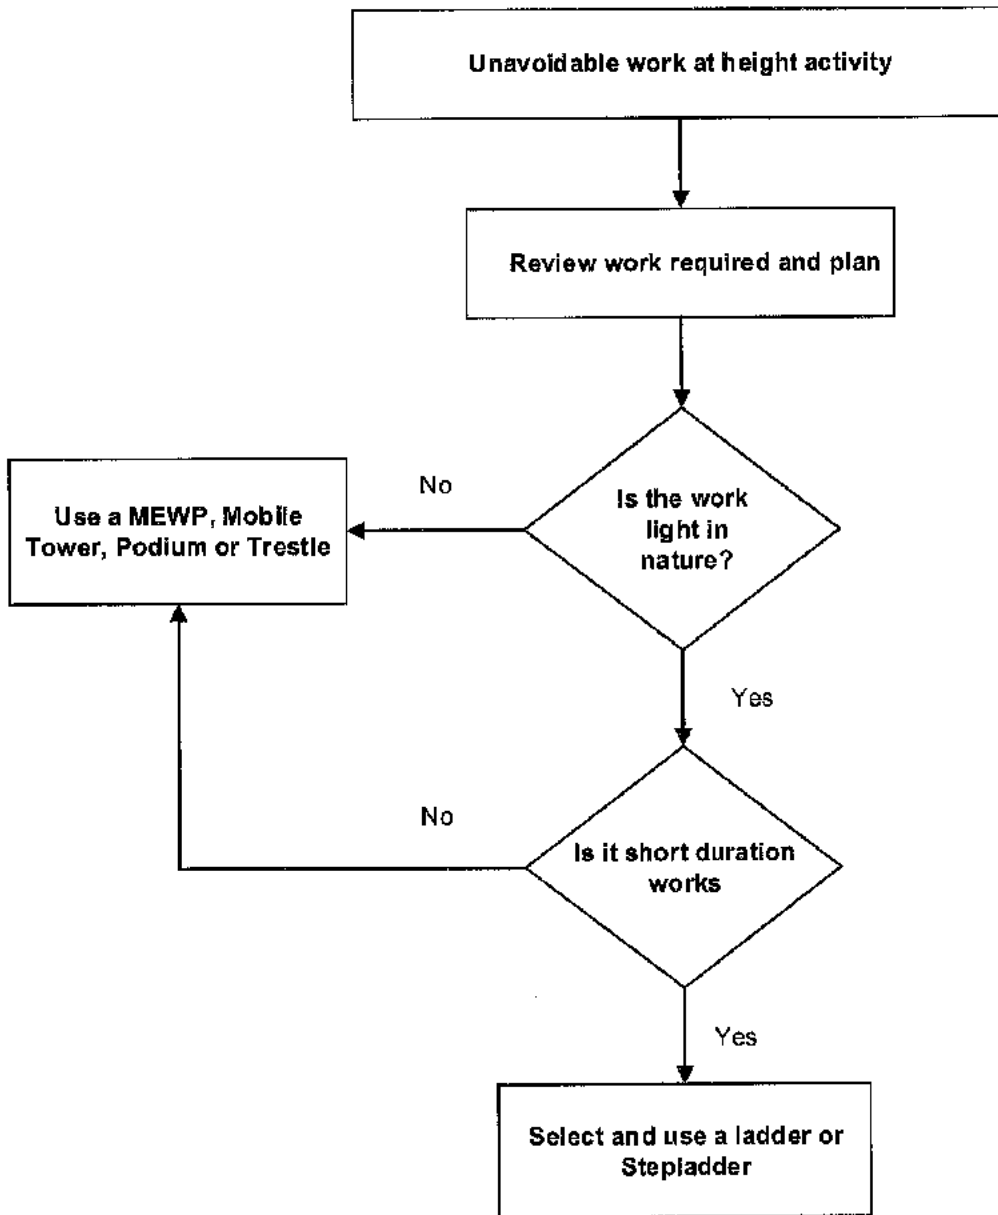 Unavoidable work at height activity
Review work required and plan
Is the work
light in
nature?
No
Use a MEWP, Mobile
Tower, Podium or Trestle
Yes
Is it short duration
works
No
Yes
Select and use a ladder or
Stepladder